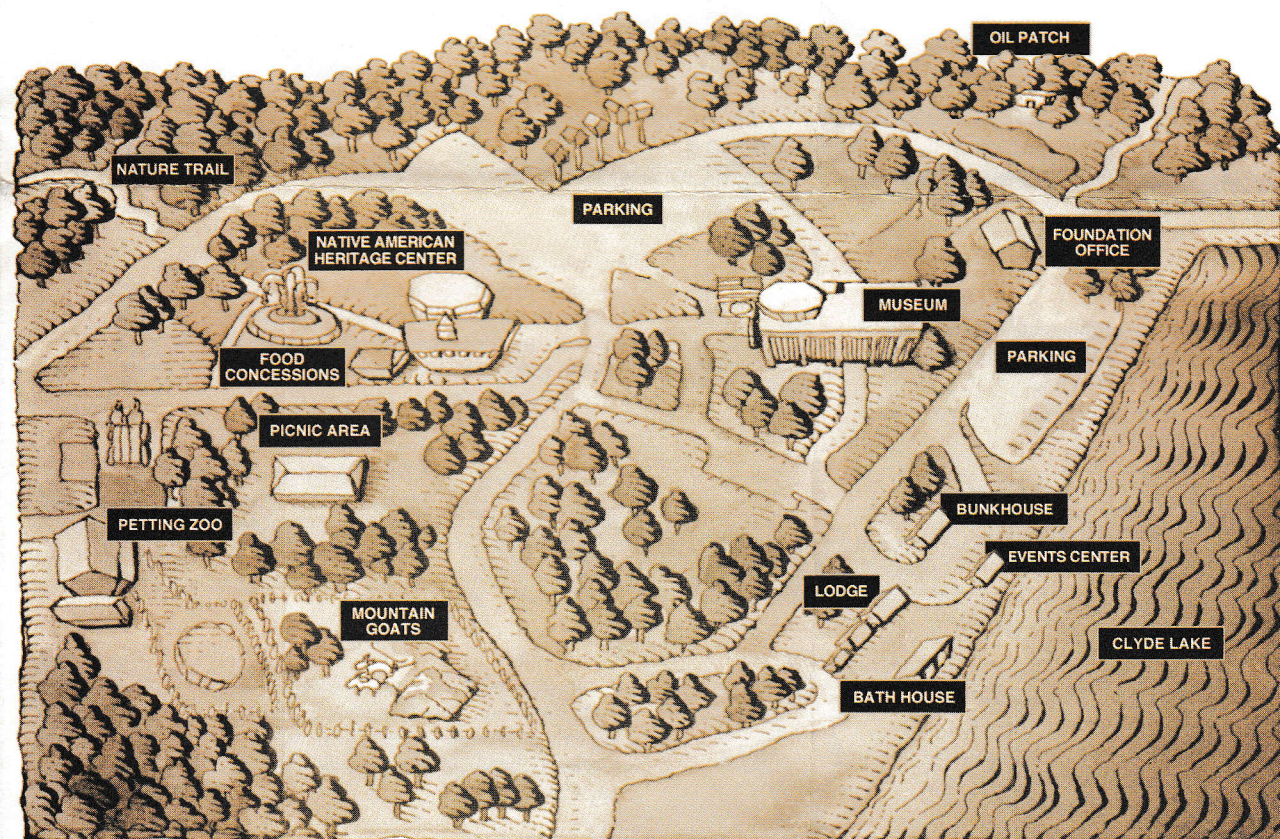 OIL PATCH
NATURE TRAIL
PARKING
NATIVE AMERICAN
HERITAGE CENTER
FOUNDATION
OFFICE
MUSEUM
FOOD
CONCESSIONS
PARKING
PICNIC AREA
PETTING ZOO
BUNKHOUSE
EVENTS CENTER
LODGE
MOUNTAIN
GOATS
CLYDE LAKE
BATH HOUSE